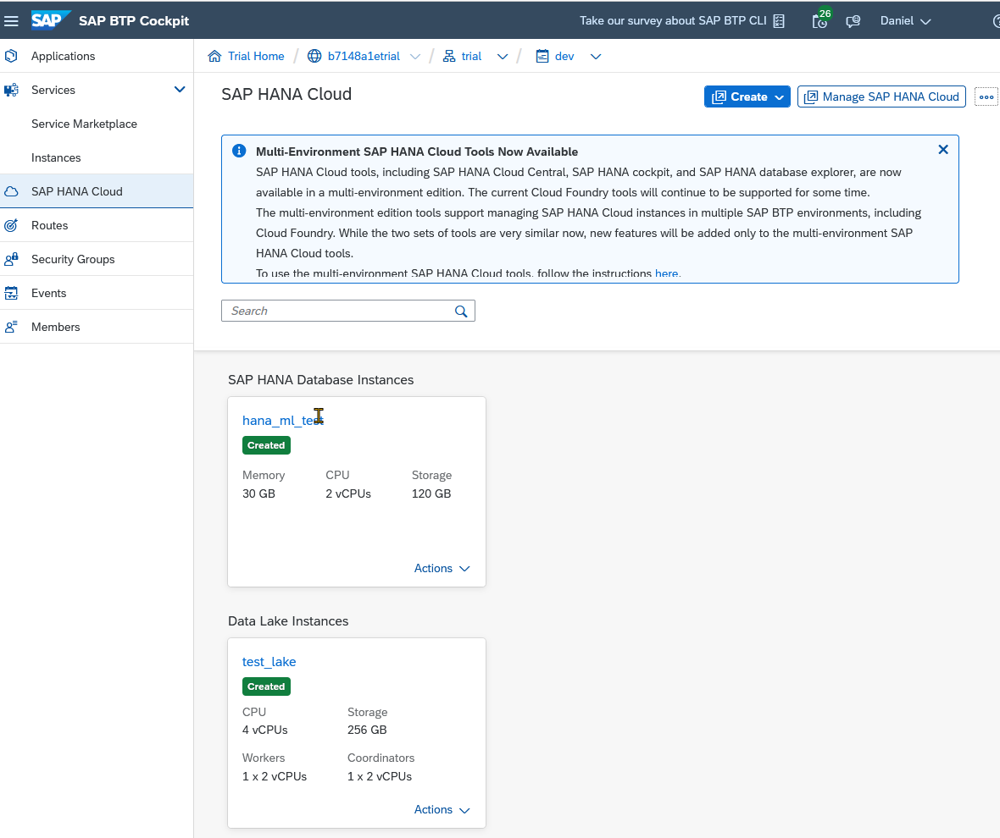 SAP SAP BTP Cockpit Take our survey about SAP BTP CLI 26 Daniel
Applications
Services
Service Marketplace
Instances
SAP HANA Cloud
Routes
Security Groups
Events
Members
Trial Home / b7148a1etrial / trial / dev
SAP HANA Cloud
Create Manage SAP HANA Cloud
Multi-Environment SAP HANA Cloud Tools Now Available
SAP HANA Cloud tools, including SAP HANA Cloud Central, SAP HANA cockpit, and SAP HANA database explorer, are now
available in a multi-environment edition. The current Cloud Foundry tools will continue to be supported for some time.
The multi-environment edition tools support managing SAP HANA Cloud instances in multiple SAP BTP environments, including
Cloud Foundry. While the two sets of tools are very similar now, new features will be added only to the multi-environment SAP
HANA Cloud tools.
To use the multi-environment SAP HANA Cloud tools, follow the instructions here.
Search
SAP HANA Database Instances
hana_ml_test
Created
Memory CPU Storage
30 GB 2 vCPUs 120 GB
Actions
Data Lake Instances
test_lake
Created
CPU Storage
4 vCPUs 256 GB
Workers Coordinators
1 x 2 vCPUs 1 x 2 vCPUs
Actions